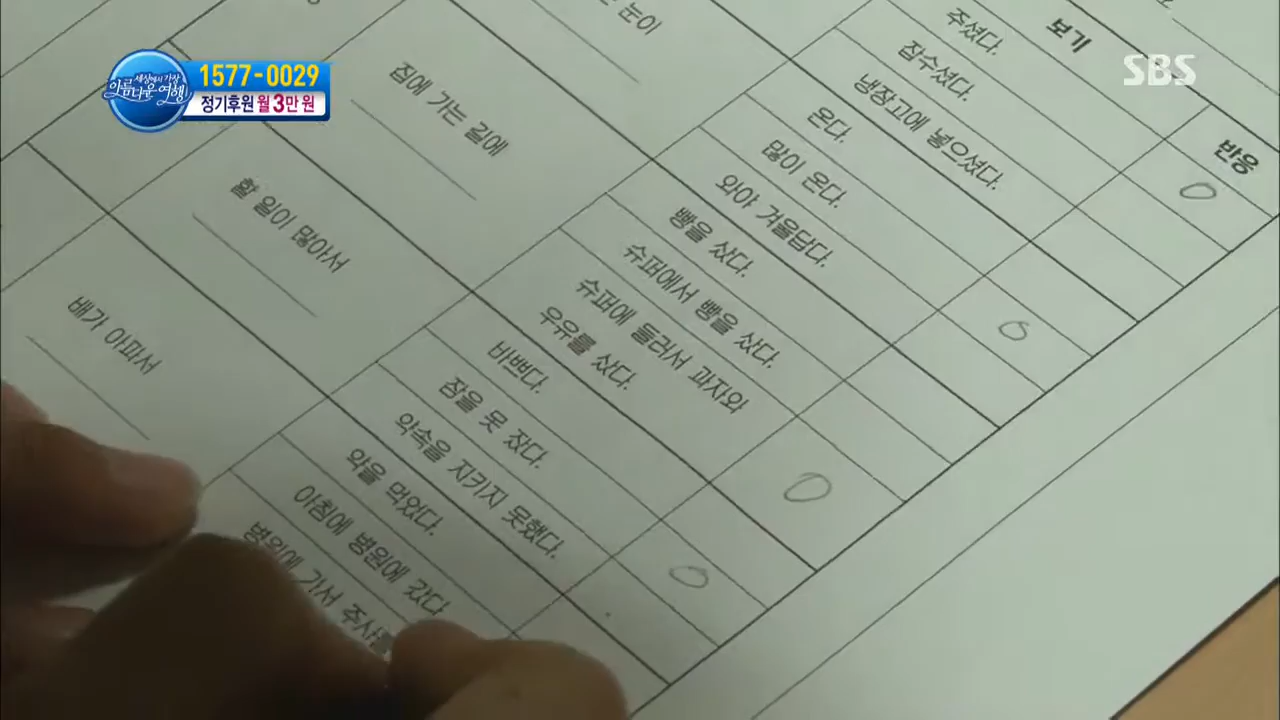 세상에서 가장
아름다운 여행
1577-0029
정기후원 월 3만 원
SBS
보기
반응
눈이
주셨다.
잠수셨다.
냉장고에 넣으셨다.
온다.
많이 온다.
와야 겨울답다.
집에 가는 길에
빵을 샀다.
슈퍼에서 빵을 샀다.
슈퍼에 들러서 과자와
우유를 샀다.
할 일이 많아서
바쁘다.
잠을 못 잤다.
약속을 지키지 못했다.
배가 아파서
약을 먹었다.
아침에 병원에 갔다
병원에 가서 주사를